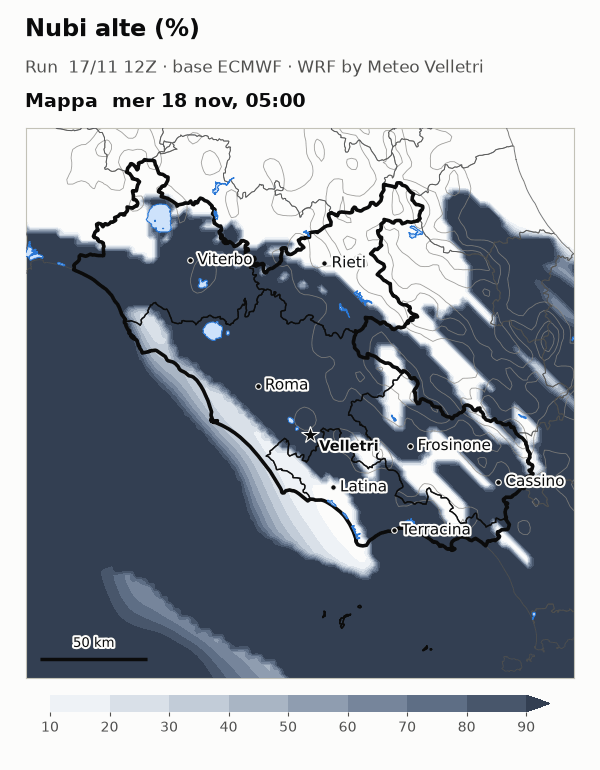 Nubi alte (%)
Run 17/11 12Z · base ECMWF · WRF by Meteo Velletri
Mappa mer 18 nov, 05:00
Viterbo
Rieti
Roma
Velletri
Frosinone
Latina
Cassino
Terracina
50 km
10 20 30 40 50 60 70 80 90